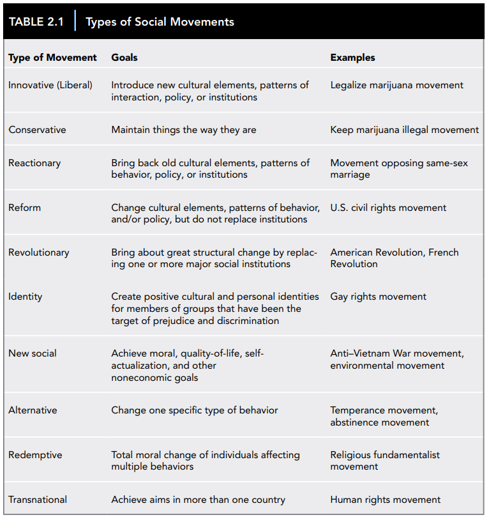 TABLE 2.1 Types of Social Movements
Type of Movement Goals Examples
Innovative (Liberal) Introduce new cultural elements, patterns of Legalize marijuana movement
interaction, policy, or institutions
Conservative Maintain things the way they are Keep marijuana illegal movement
Reactionary Bring back old cultural elements, patterns of Movement opposing same-sex
behavior, policy, or institutions marriage
Reform Change cultural elements, patterns of behavior, U.S. civil rights movement
and/or policy, but do not replace institutions
Revolutionary Bring about great structural change by replac- American Revolution, French
ing one or more major social institutions Revolution
Identity Create positive cultural and personal identities Gay rights movement
for members of groups that have been the
target of prejudice and discrimination
New social Achieve moral, quality-of-life, self- Anti–Vietnam War movement,
actualization, and other environmental movement
noneconomic goals
Alternative Change one specific type of behavior Temperance movement,
abstinence movement
Redemptive Total moral change of individuals affecting Religious fundamentalist
multiple behaviors movement
Transnational Achieve aims in more than one country Human rights movement